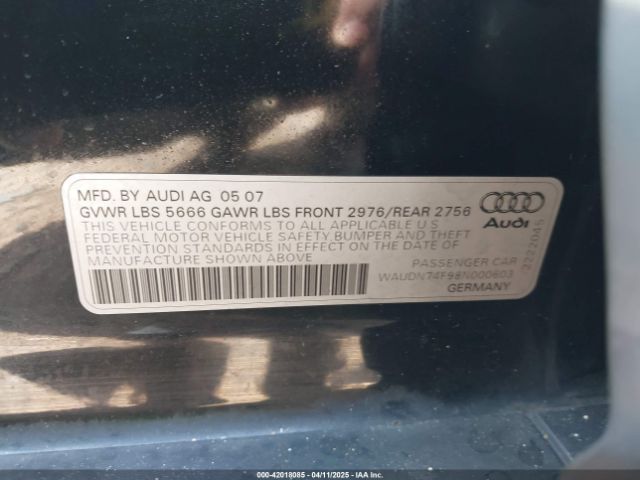 MFD. BY AUDI AG 05 07
GVWR LBS 5666 GAWR LBS FRONT 2976/REAR 2756
THIS VEHICLE CONFORMS TO ALL APPLICABLE U.S.
FEDERAL MOTOR VEHICLE SAFETY BUMPER AND THEFT
PREVENTION STANDARDS IN EFFECT ON THE DATE OF
MANUFACTURE SHOWN ABOVE
PASSENGER CAR
WAUDN74F98N000603
GERMANY
Audi
2222045
000-42018085 - 04/11/2025 - IAA Inc.